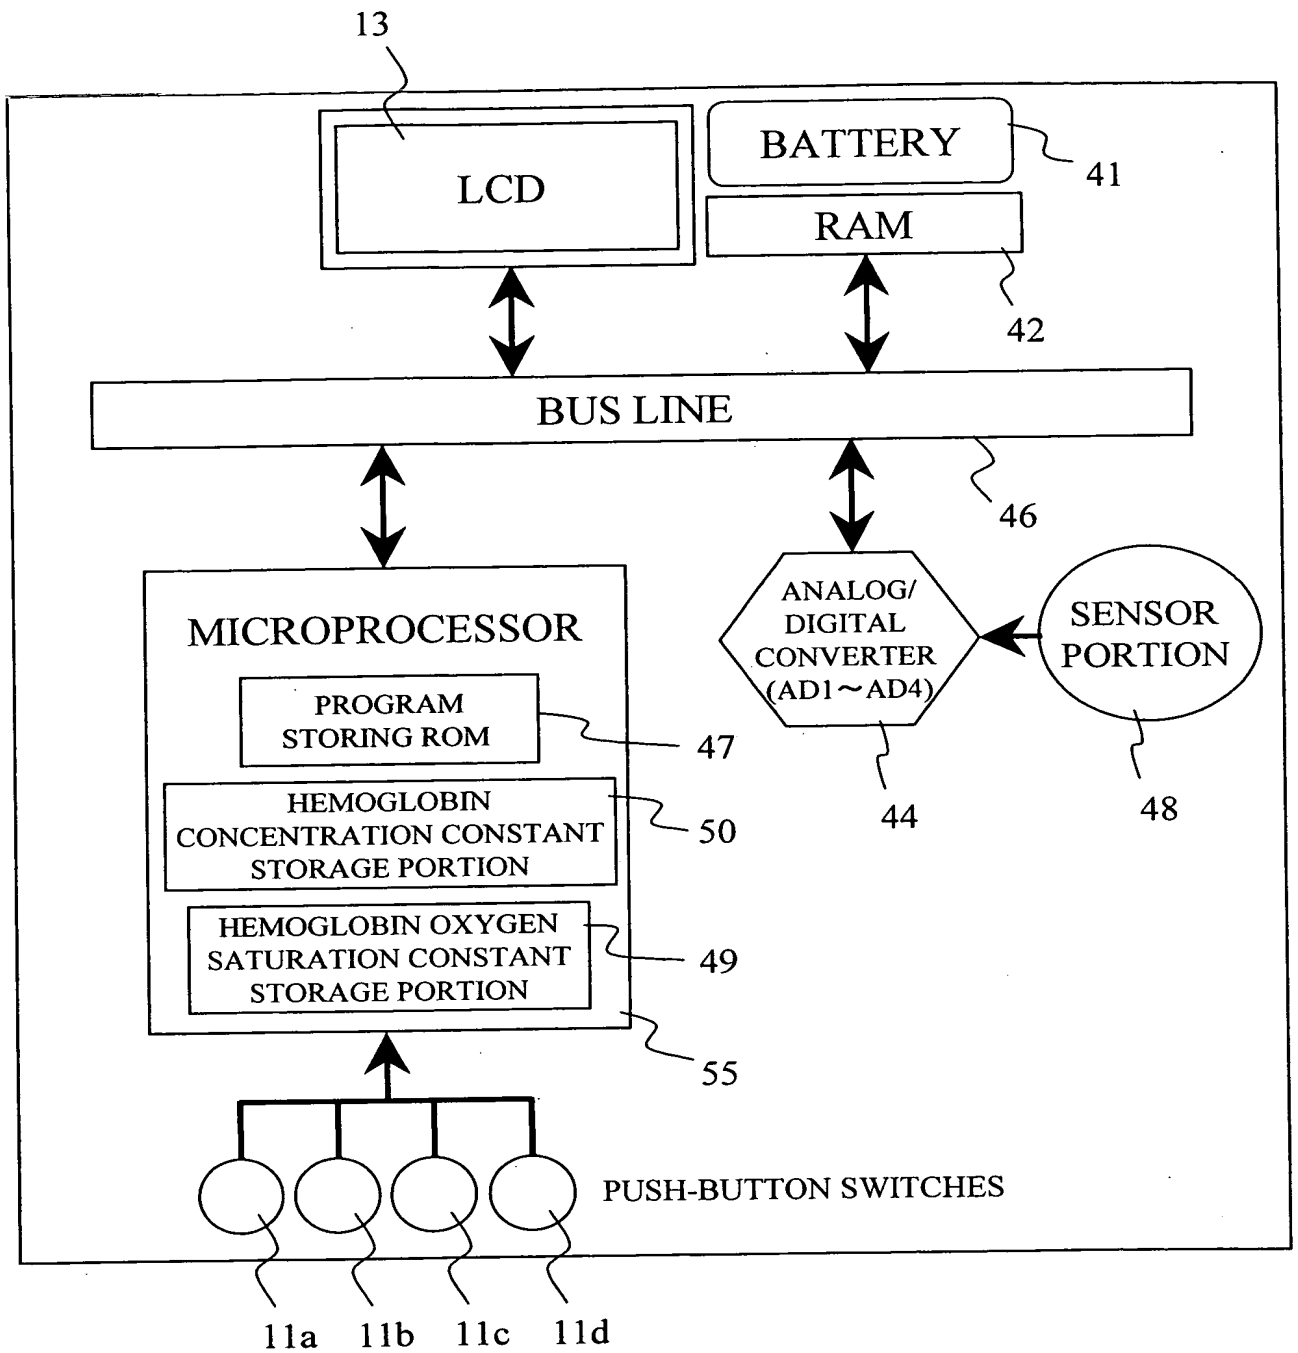 13
BATTERY
41
LCD
RAM
42
BUS LINE
46
MICROPROCESSOR
ANALOG/
DIGITAL
CONVERTER
(AD1～AD4)
44
SENSOR
PORTION
48
PROGRAM
STORING ROM
47
HEMOGLOBIN
CONCENTRATION CONSTANT
STORAGE PORTION
50
HEMOGLOBIN OXYGEN
SATURATION CONSTANT
STORAGE PORTION
49
55
PUSH-BUTTON SWITCHES
11a
11b
11c
11d